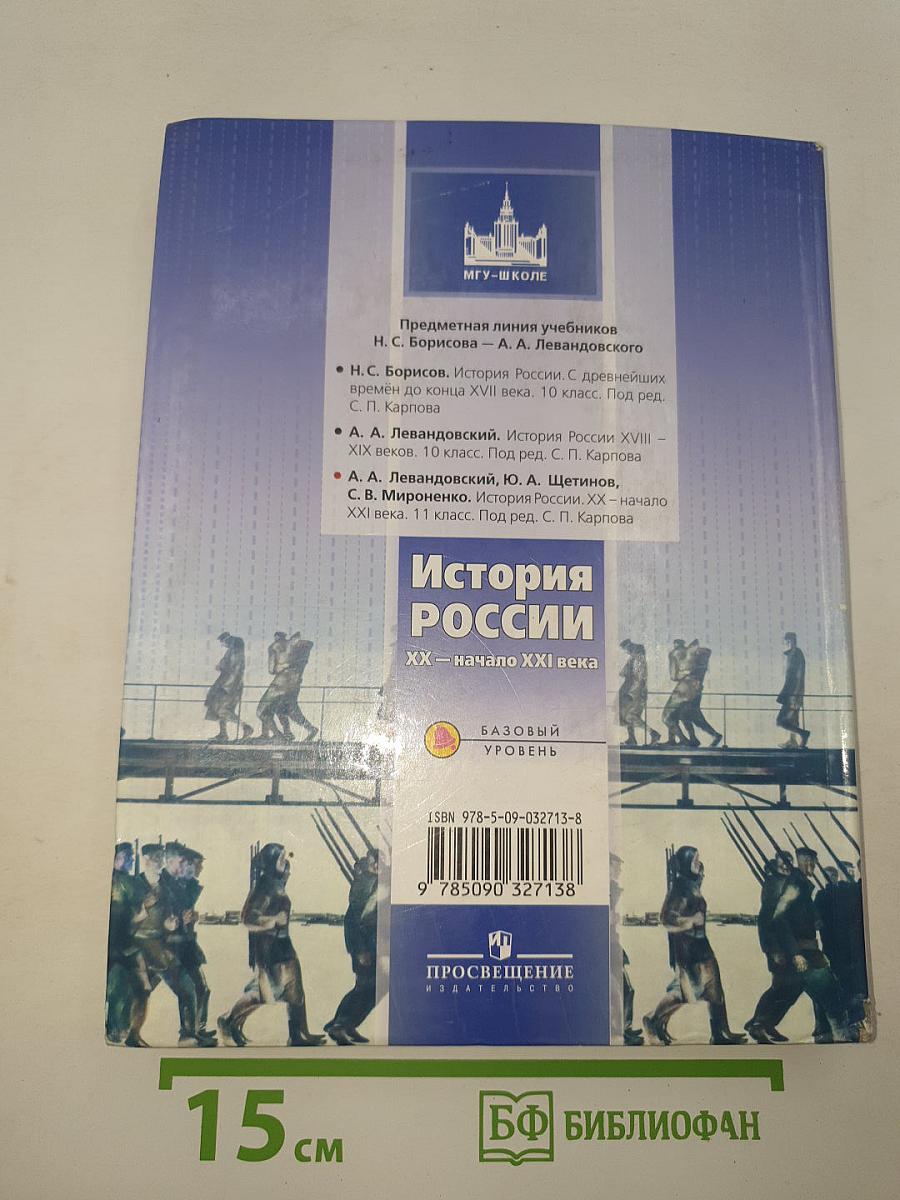 МГУ–ШКОЛЕ
Предметная линия учебников
Н. С. Борисова — А. А. Левандовского
• Н. С. Борисов. История России. С древнейших
времён до конца XVII века. 10 класс. Под ред.
С. П. Карпова
• А. А. Левандовский. История России XVIII –
XIX веков. 10 класс. Под ред. С. П. Карпова
• А. А. Левандовский, Ю. А. Щетинов,
С. В. Мироненко. История России. XX – начало
XXI века. 11 класс. Под ред. С. П. Карпова
История
РОССИИ
XX — начало XXI века
БАЗОВЫЙ
УРОВЕНЬ
ISBN 978-5-09-032713-8
9 785090 327138
ИП
ПРОСВЕЩЕНИЕ
ИЗДАТЕЛЬСТВО
15 см
БФ БИБЛИОФАН